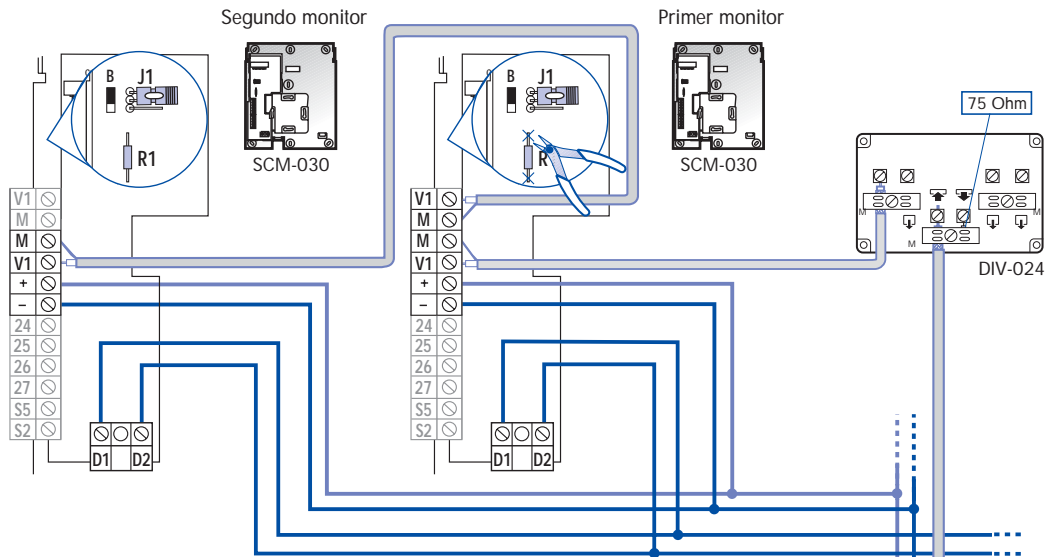 Segundo monitor
Primer monitor
B J1
R1
SCM-030
B J1
R
SCM-030
75 Ohm
V1
M
M
V1
+
–
24
25
26
27
S5
S2
D1 D2
V1
M
M
V1
+
–
24
25
26
27
S5
S2
D1 D2
M
M
M
DIV-024